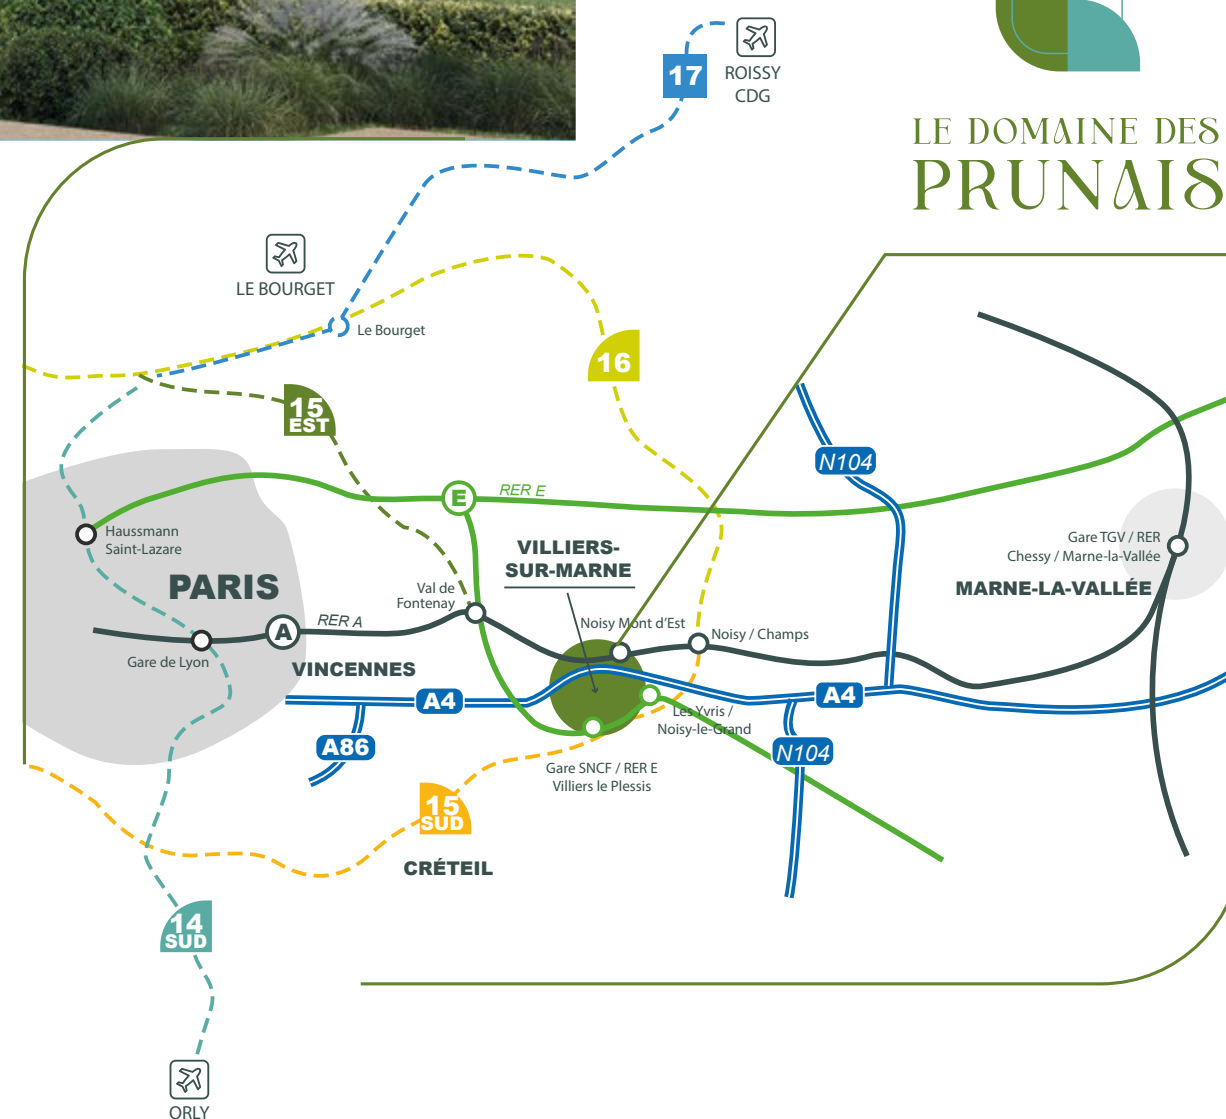 17
ROISSY
CDG
LE DOMAINE DES
PRUNAIS
LE BOURGET
Le Bourget
16
15
EST
N104
E
RER E
Haussmann
Saint-Lazare
VILLIERS-
SUR-MARNE
Gare TGV / RER
Chessy / Marne-la-Vallée
MARNE-LA-VALLÉE
PARIS
Val de
Fontenay
A
RER A
Noisy Mont d'Est
Noisy / Champs
Gare de Lyon
VINCENNES
A4
A4
Les Yvris /
Noisy-le-Grand
A86
N104
Gare SNCF / RER E
Villiers le Plessis
15
SUD
CRÉTEIL
14
SUD
ORLY